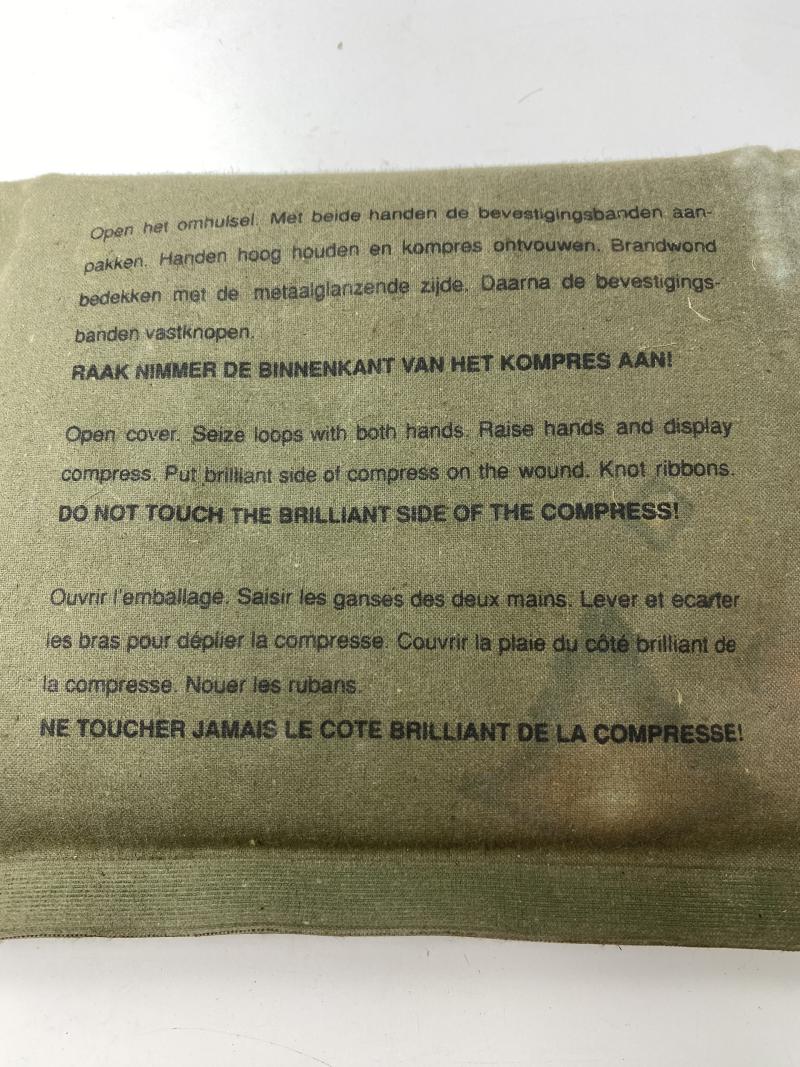 Open het omhulsel. Met beide handen de bevestigingsbanden aan-
pakken. Handen hoog houden en kompres ontvouwen. Brandwond
bedekken met de metaalglanzende zijde. Daarna de bevestigings-
banden vastknopen.
RAAK NIMMER DE BINNENKANT VAN HET KOMPRES AAN!
Open cover. Seize loops with both hands. Raise hands and display
compress. Put brilliant side of compress on the wound. Knot ribbons.
DO NOT TOUCH THE BRILLIANT SIDE OF THE COMPRESS!
Ouvrir l'emballage. Saisir les ganses des deux mains. Lever et ecarter
les bras pour déplier la compresse. Couvrir la plaie du côté brilliant de
la compresse. Nouer les rubans.
NE TOUCHER JAMAIS LE COTE BRILLIANT DE LA COMPRESSE!